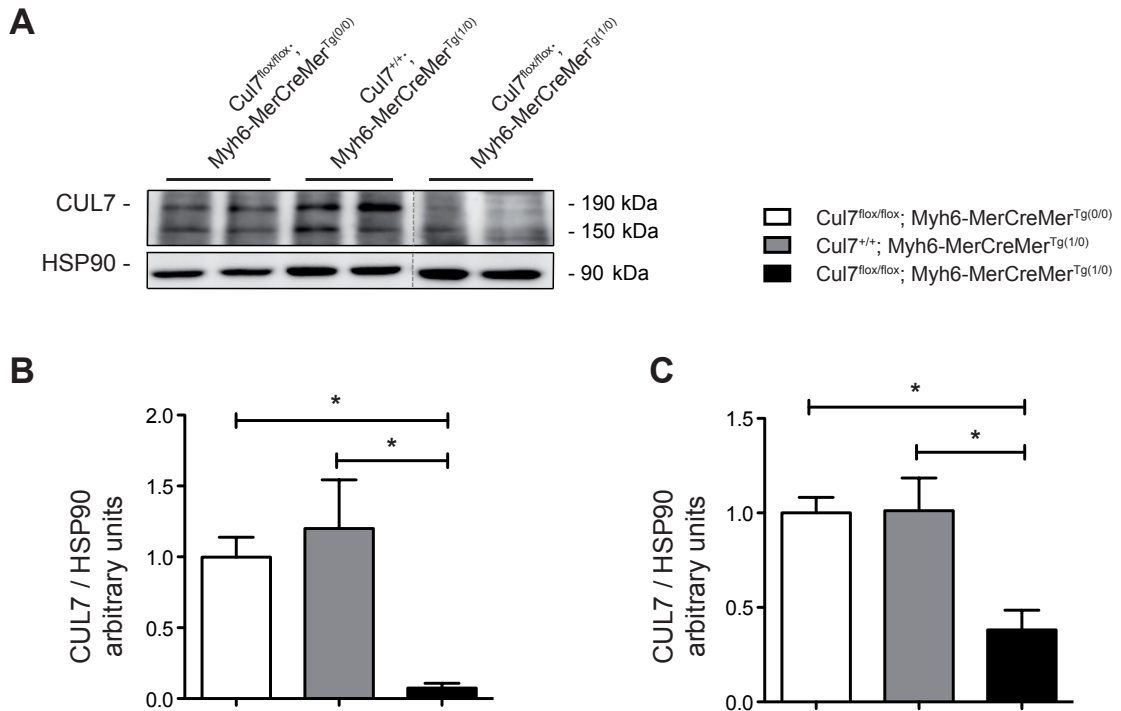 A
Cul7flox/flox;
Myh6-MerCreMerTg(0/0)
Cul7+/+;
Myh6-MerCreMerTg(1/0)
Cul7flox/flox;
Myh6-MerCreMerTg(1/0)
CUL7 -
- 190 kDa
- 150 kDa
HSP90 -
- 90 kDa
Cul7flox/flox; Myh6-MerCreMerTg(0/0)
Cul7+/+; Myh6-MerCreMerTg(1/0)
Cul7flox/flox; Myh6-MerCreMerTg(1/0)
B
CUL7 / HSP90
arbitrary units
2.0
1.5
1.0
0.5
0.0
*
*
C
CUL7 / HSP90
arbitrary units
1.5
1.0
0.5
0.0
*
*